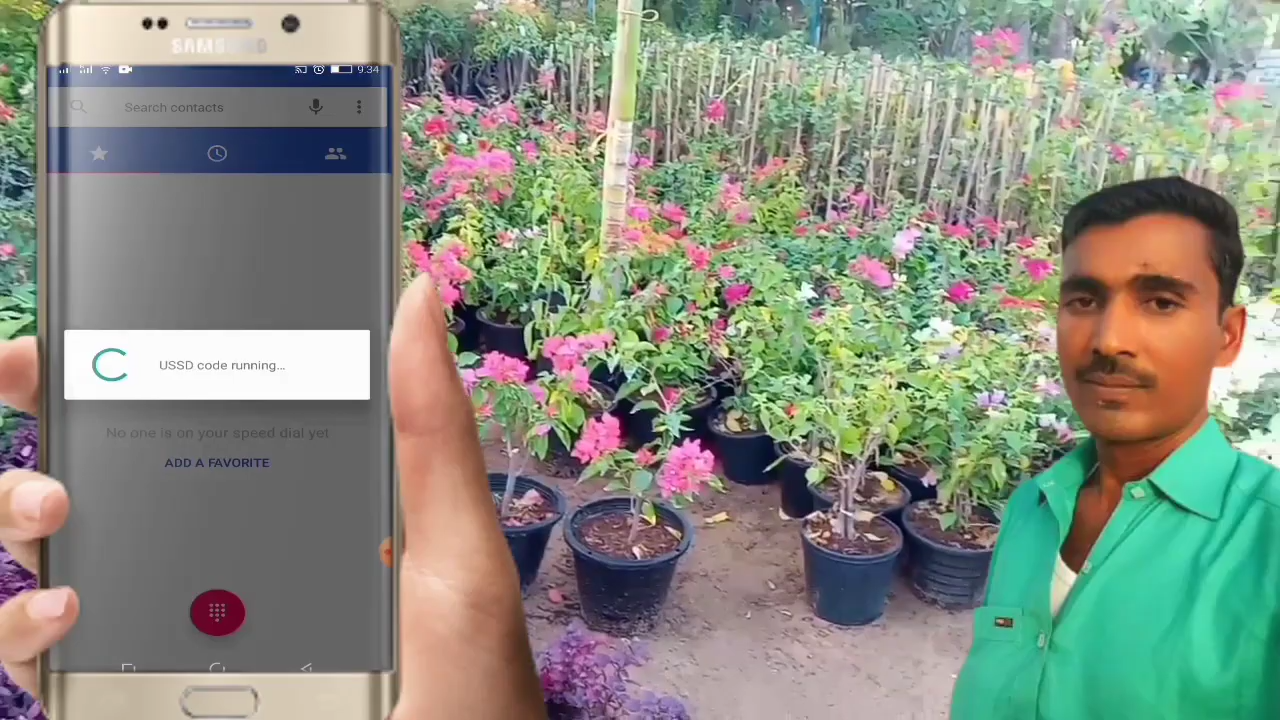 SAMSUNG
9:34
Search contacts
USSD code running...
No one is on your speed dial yet
ADD A FAVORITE